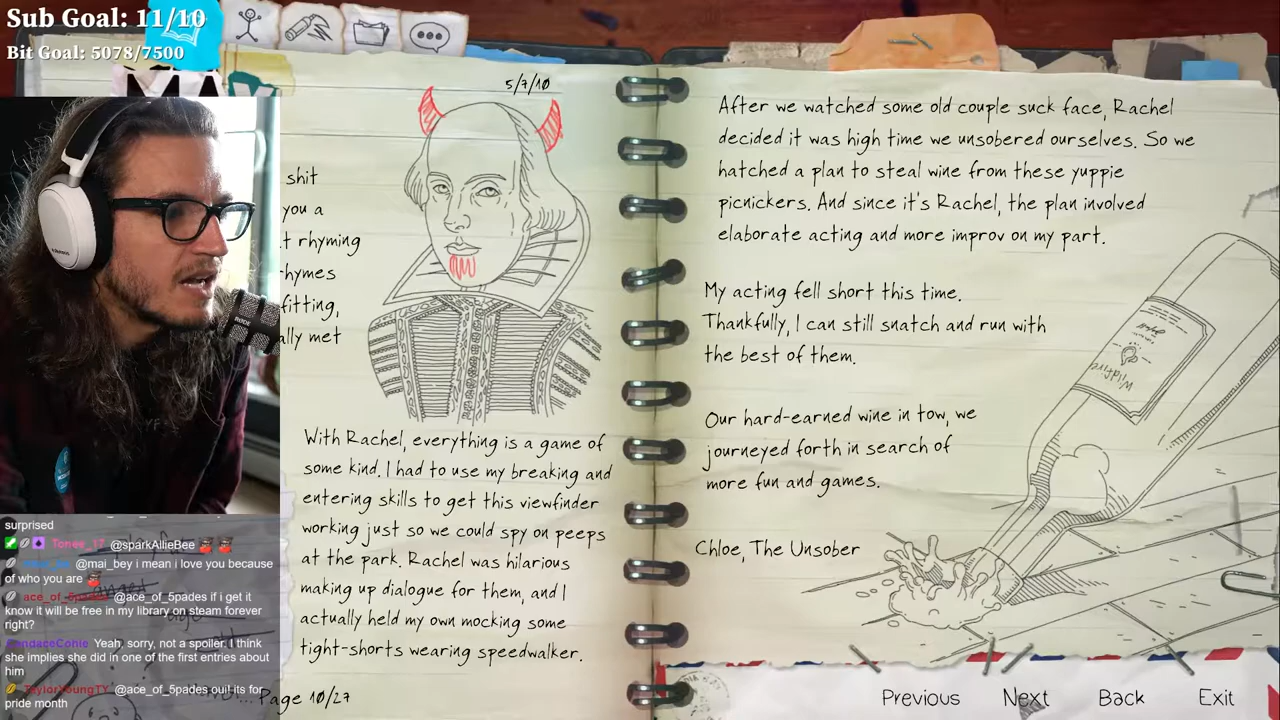 Sub Goal: 11/10
Bit Goal: 5078/7500
5/7/10
shit
you a
t rhyming
hymes
fitting,
ally met
With Rachel, everything is a game of
some kind. I had to use my breaking and
entering skills to get this viewfinder
working just so we could spy on peeps
at the park. Rachel was hilarious
making up dialogue for them, and I
actually held my own mocking some
tight-shorts wearing speedwalker.
Page 10/27
After we watched some old couple suck face, Rachel
decided it was high time we unsobered ourselves. So we
hatched a plan to steal wine from these yuppie
picnickers. And since it's Rachel, the plan involved
elaborate acting and more improv on my part.
My acting fell short this time.
Thankfully, I can still snatch and run with
the best of them.
Our hard-earned wine in tow, we
journeyed forth in search of
more fun and games.
Chloe, The Unsober
Previous Next Back Exit
RODE
surprised
Tonee_17 @sparkAllieBee
@mai_bey i mean i love you because
of who you are
ace_of_5pades @ace_of_5pades if i get it
know it will be free in my library on steam forever
right?
Yeah, sorry, not a spoiler. I think
she implies she did in one of the first entries about
him
TaylorYoungTY @ace_of_5pades oui! its for
pride month